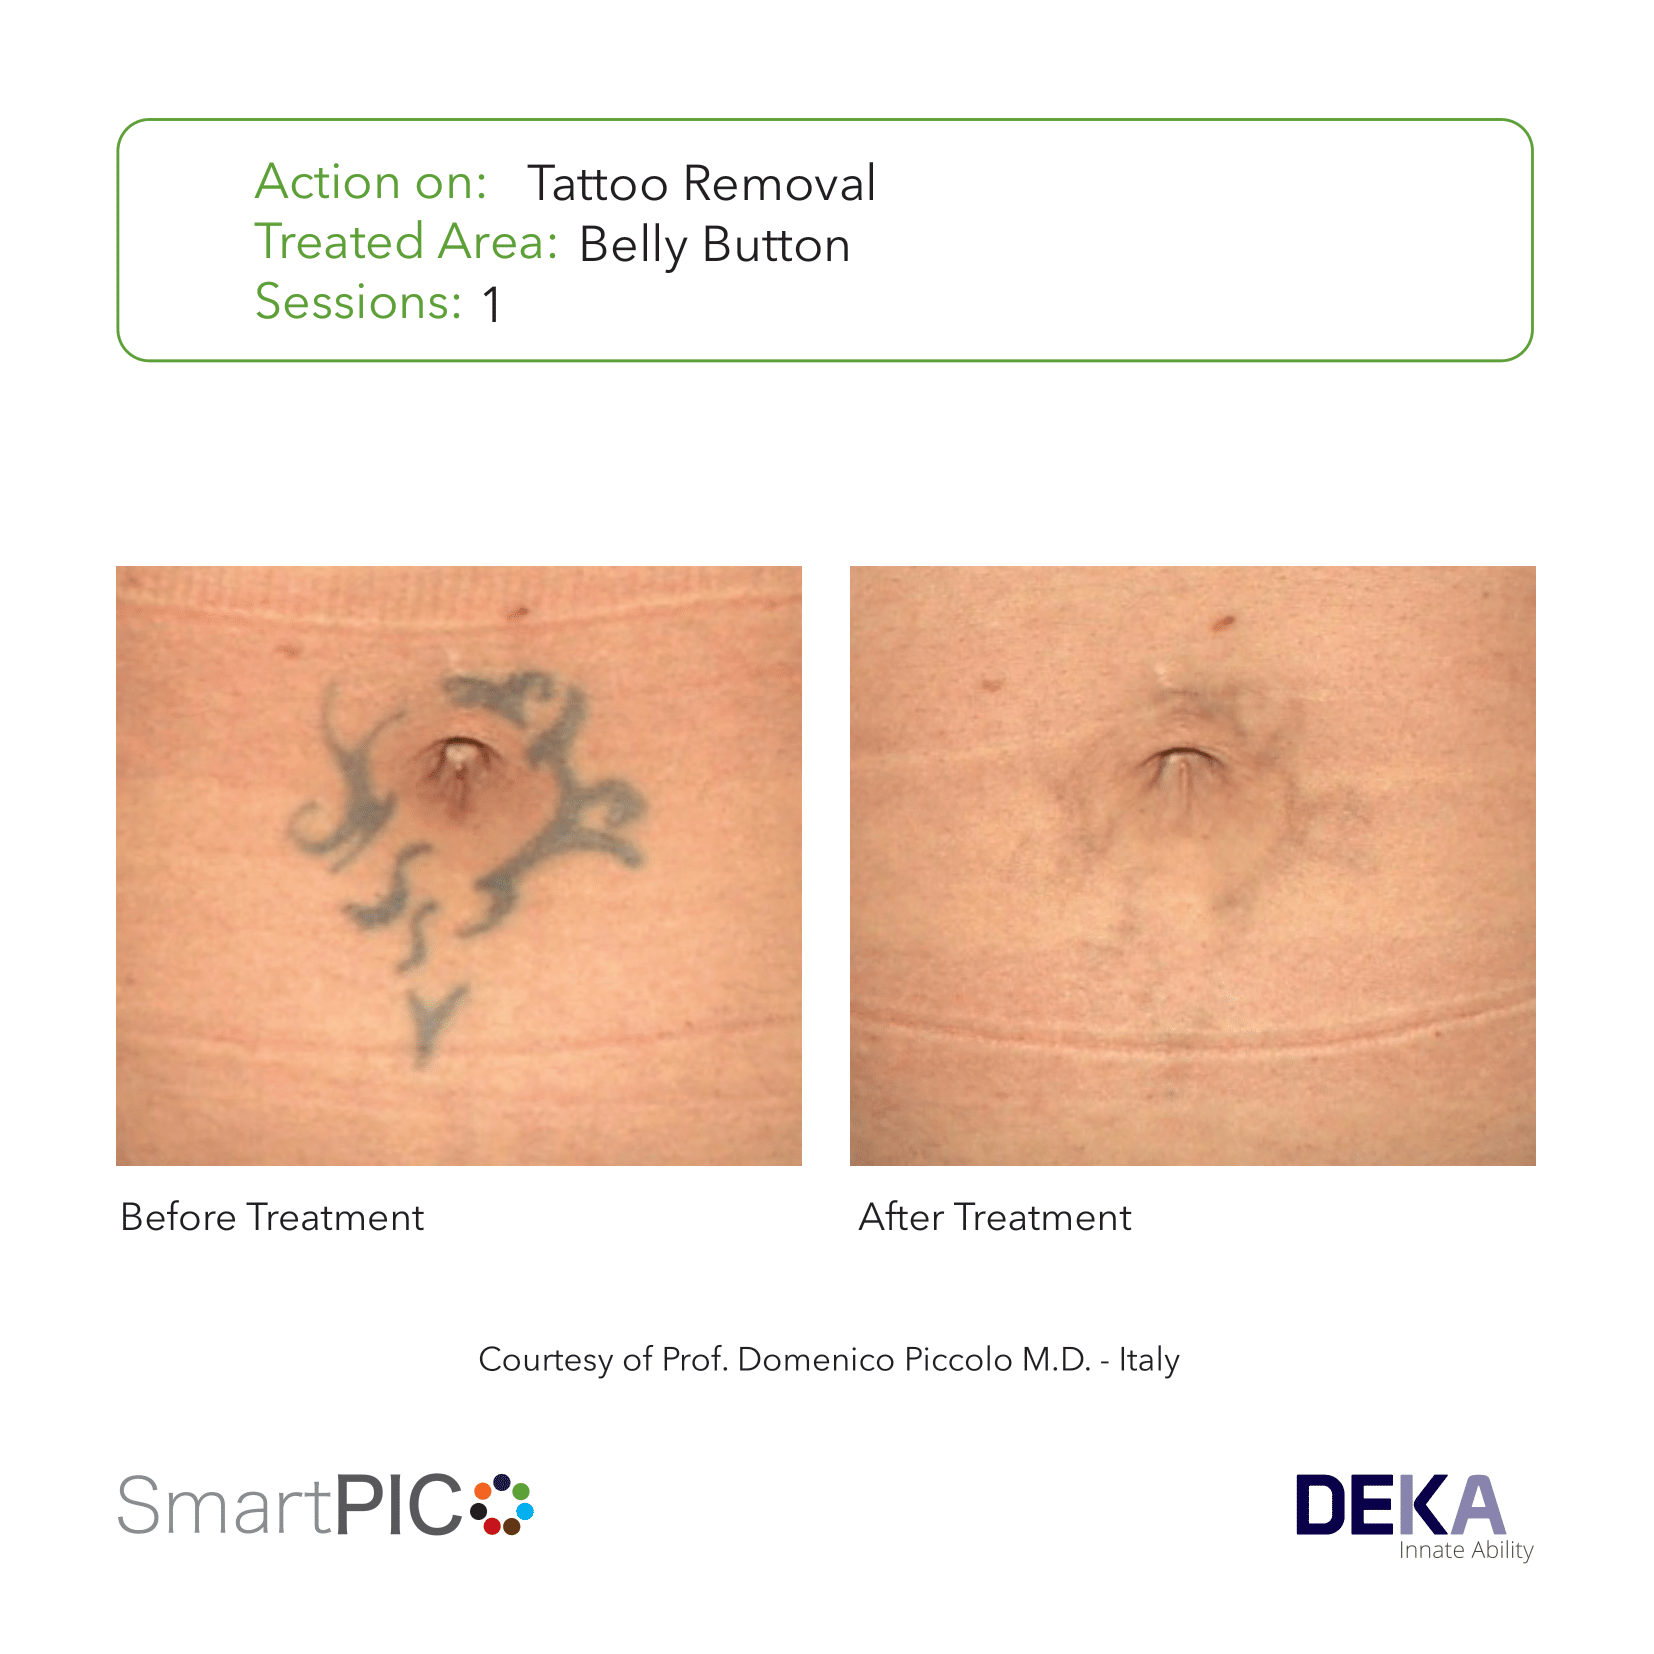 Action on: Tattoo Removal
Treated Area: Belly Button
Sessions: 1
Before Treatment
After Treatment
Courtesy of Prof. Domenico Piccolo M.D. - Italy
SmartPICO
DEKA
Innate Ability